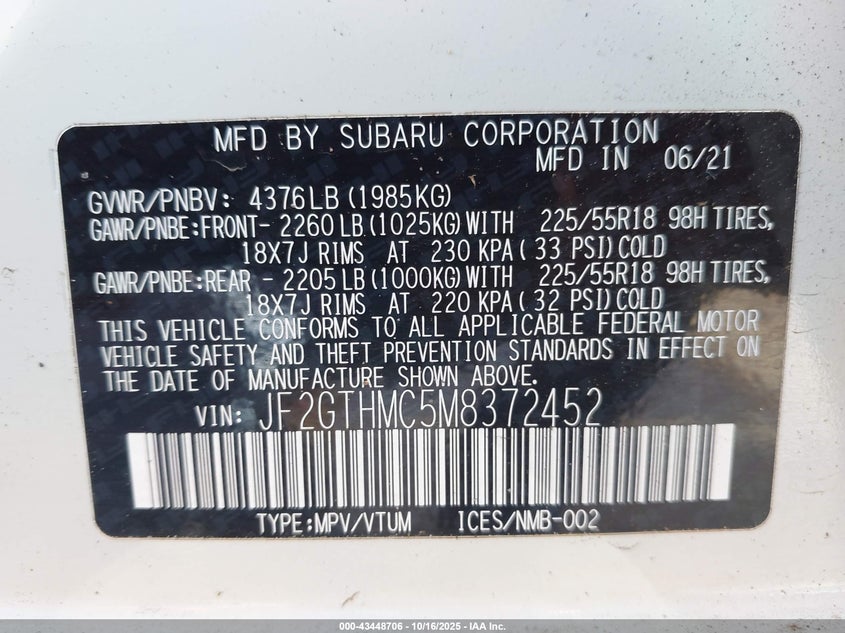 MFD BY SUBARU CORPORATION
MFD IN 06/21
GVWR/PNBV: 4376LB (1985KG)
GAWR/PNBE:FRONT- 2260LB (1025KG)WITH 225/55R18 98H TIRES,
18X7J RIMS AT 230 KPA( 33 PSI)COLD
GAWR/PNBE:REAR - 2205LB (1000KG)WITH 225/55R18 98H TIRES,
18X7J RIMS AT 220 KPA( 32 PSI)COLD
THIS VEHICLE CONFORMS TO ALL APPLICABLE FEDERAL MOTOR
VEHICLE SAFETY AND THEFT PREVENTION STANDARDS IN EFFECT ON
THE DATE OF MANUFACTURE SHOWN ABOVE.
VIN: JF2GTHMC5M8372452
TYPE:MPV/VTUM ICES/NMB-002
000-43448706 - 10/16/2025 - IAA Inc.